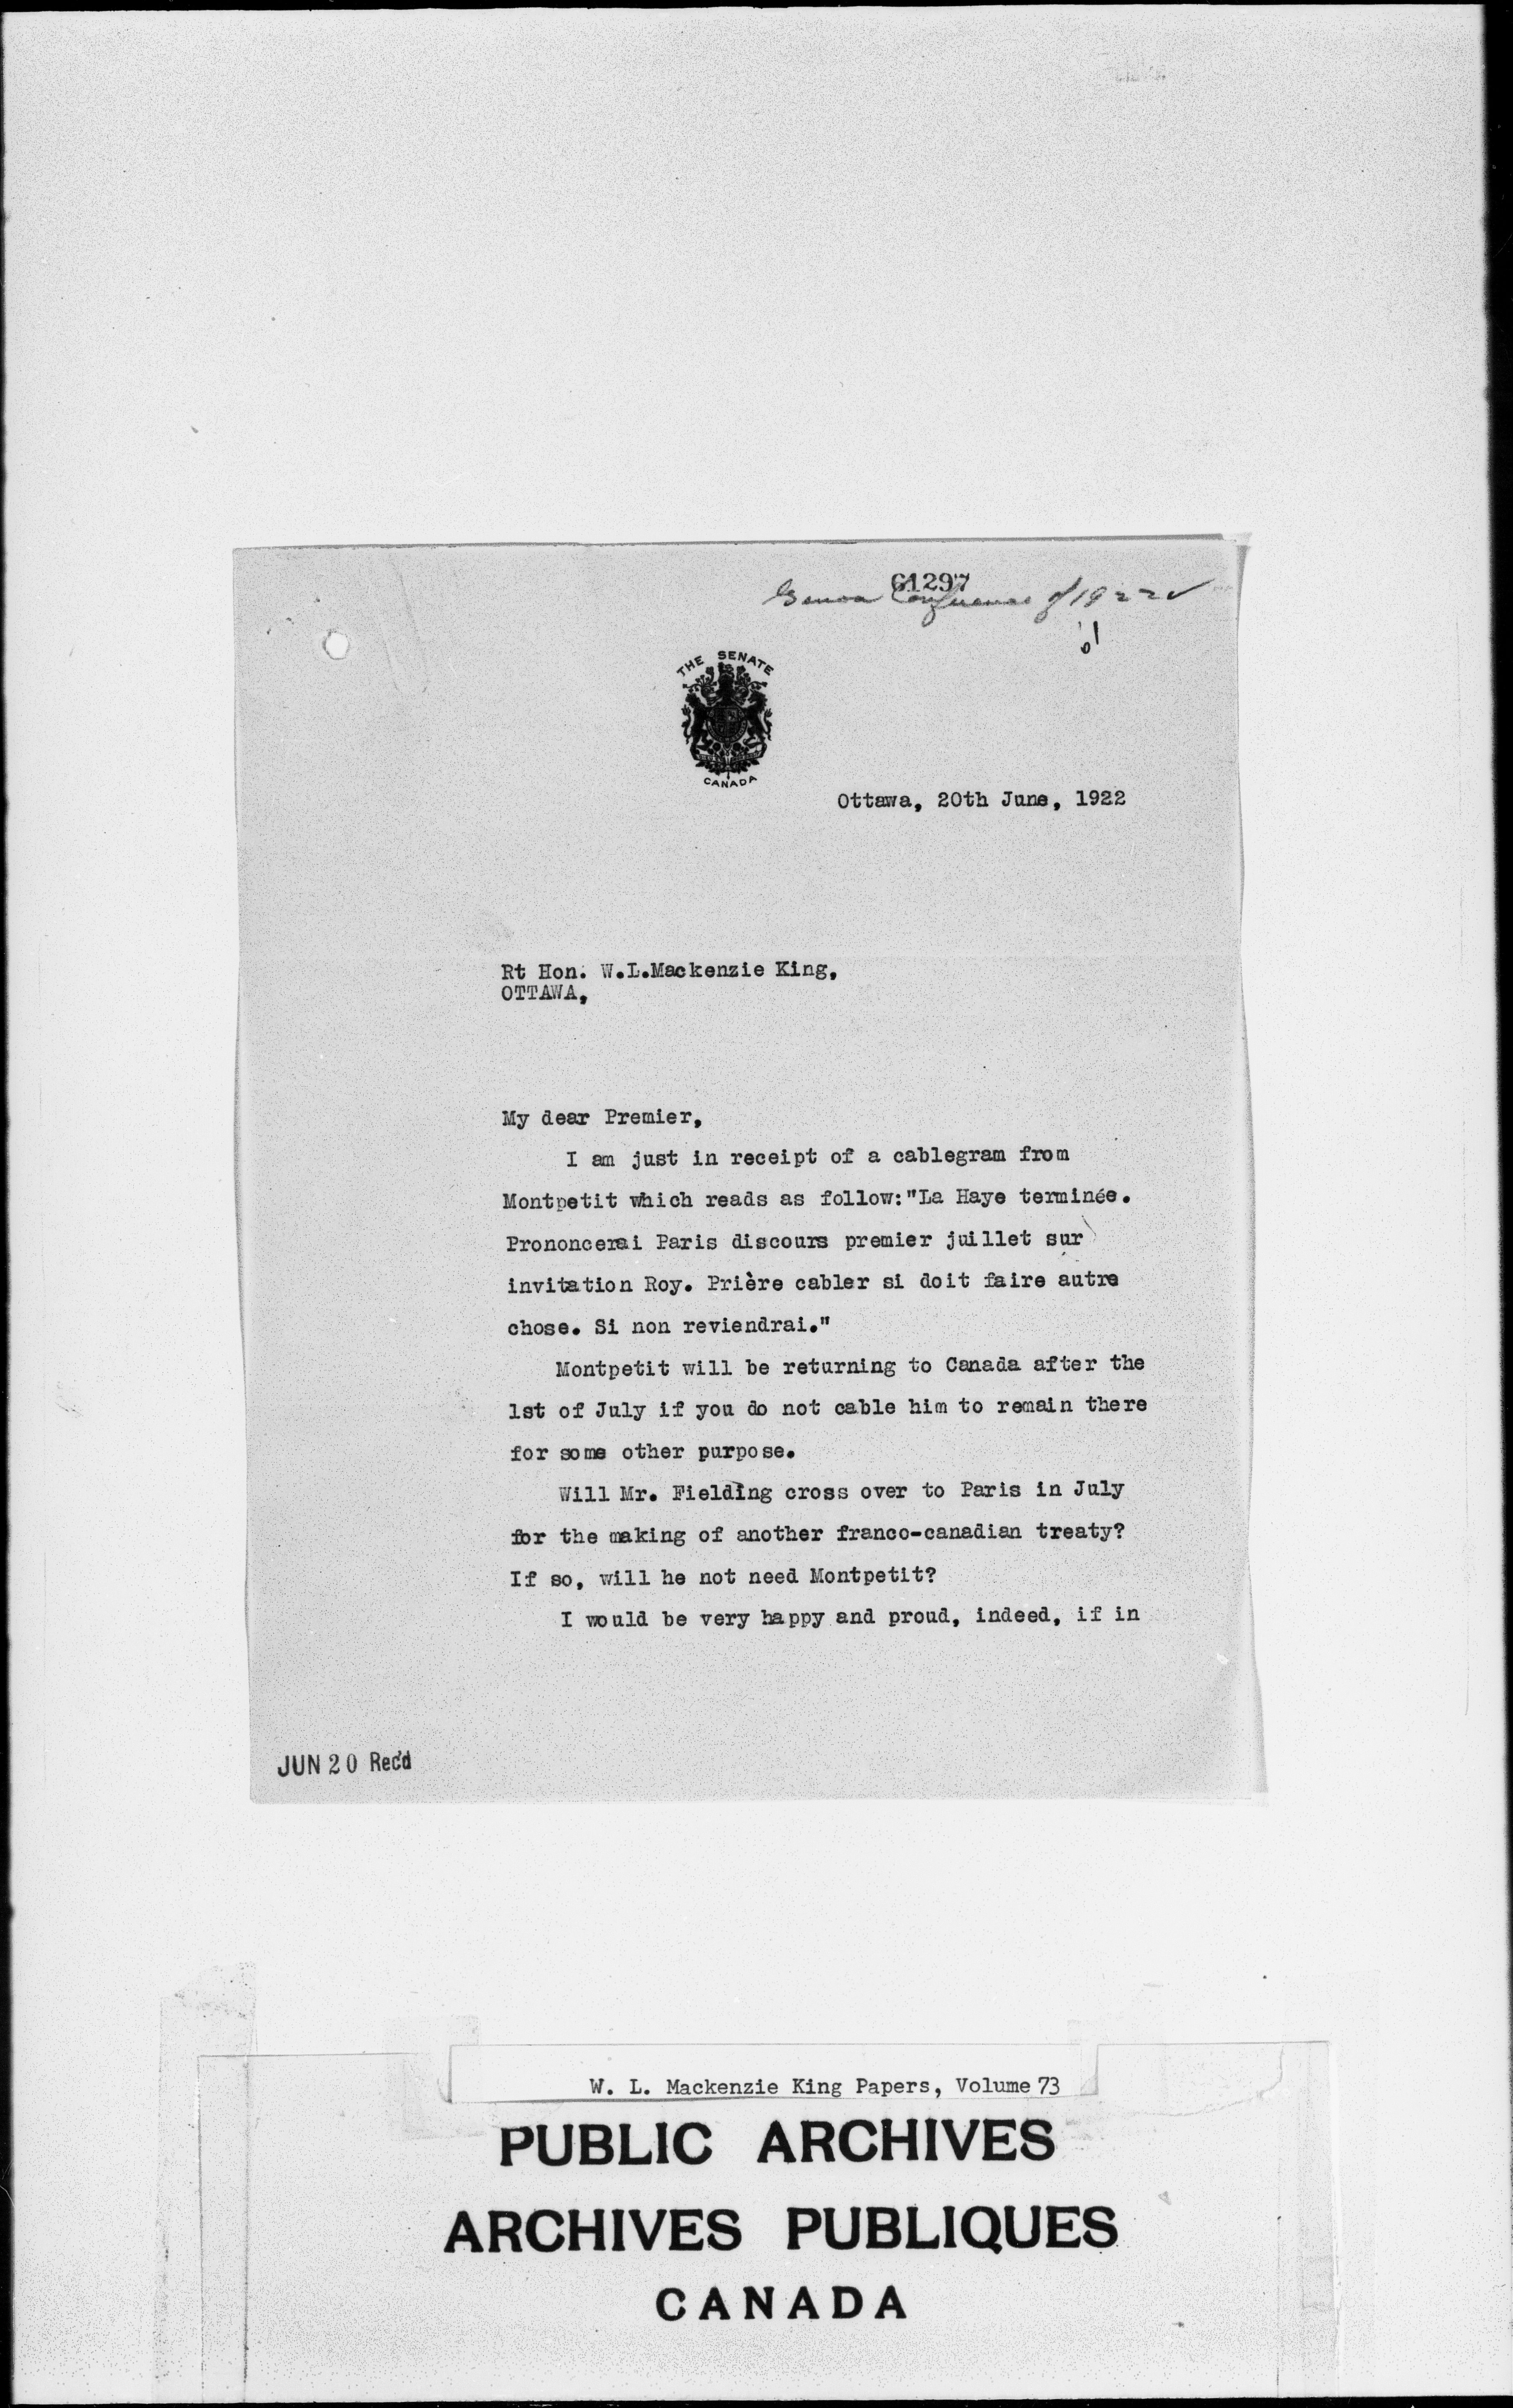 61297
Genoa Conference of 1922
THE SENATE
CANADA
Ottawa, 20th June, 1922
Rt Hon. W.L.Mackenzie King,
OTTAWA,
My dear Premier,
I am just in receipt of a cablegram from
Montpetit which reads as follow:"La Haye terminée.
Prononcerai Paris discours premier juillet sur
invitation Roy. Prière cabler si doit faire autre
chose. Si non reviendrai."
Montpetit will be returning to Canada after the
1st of July if you do not cable him to remain there
for some other purpose.
Will Mr. Fielding cross over to Paris in July
for the making of another franco-canadian treaty?
If so, will he not need Montpetit?
I would be very happy and proud, indeed, if in
JUN 20 Rec'd
W. L. Mackenzie King Papers, Volume 73
PUBLIC ARCHIVES
ARCHIVES PUBLIQUES
CANADA